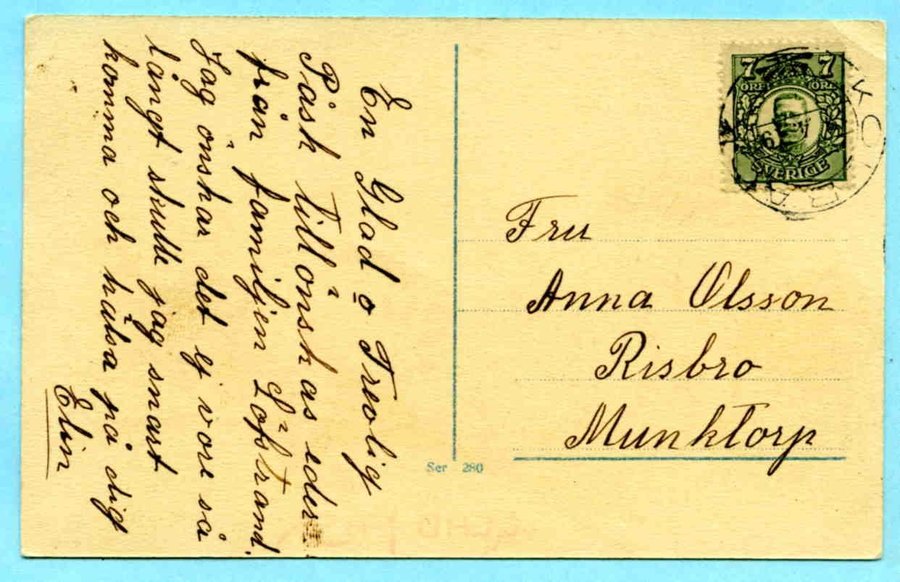 En Glad o Trevlig
Påsk tillönskas eder
från familjen Löfstrand.
Jag önskar det ej vore så
långt skulle jag snart
komma och hälsa på dig
Elin
7 7
ÖRE ÖRE
SVERIGE
Fru
Anna Olsson
Risbro
Munktorp
Ser 280